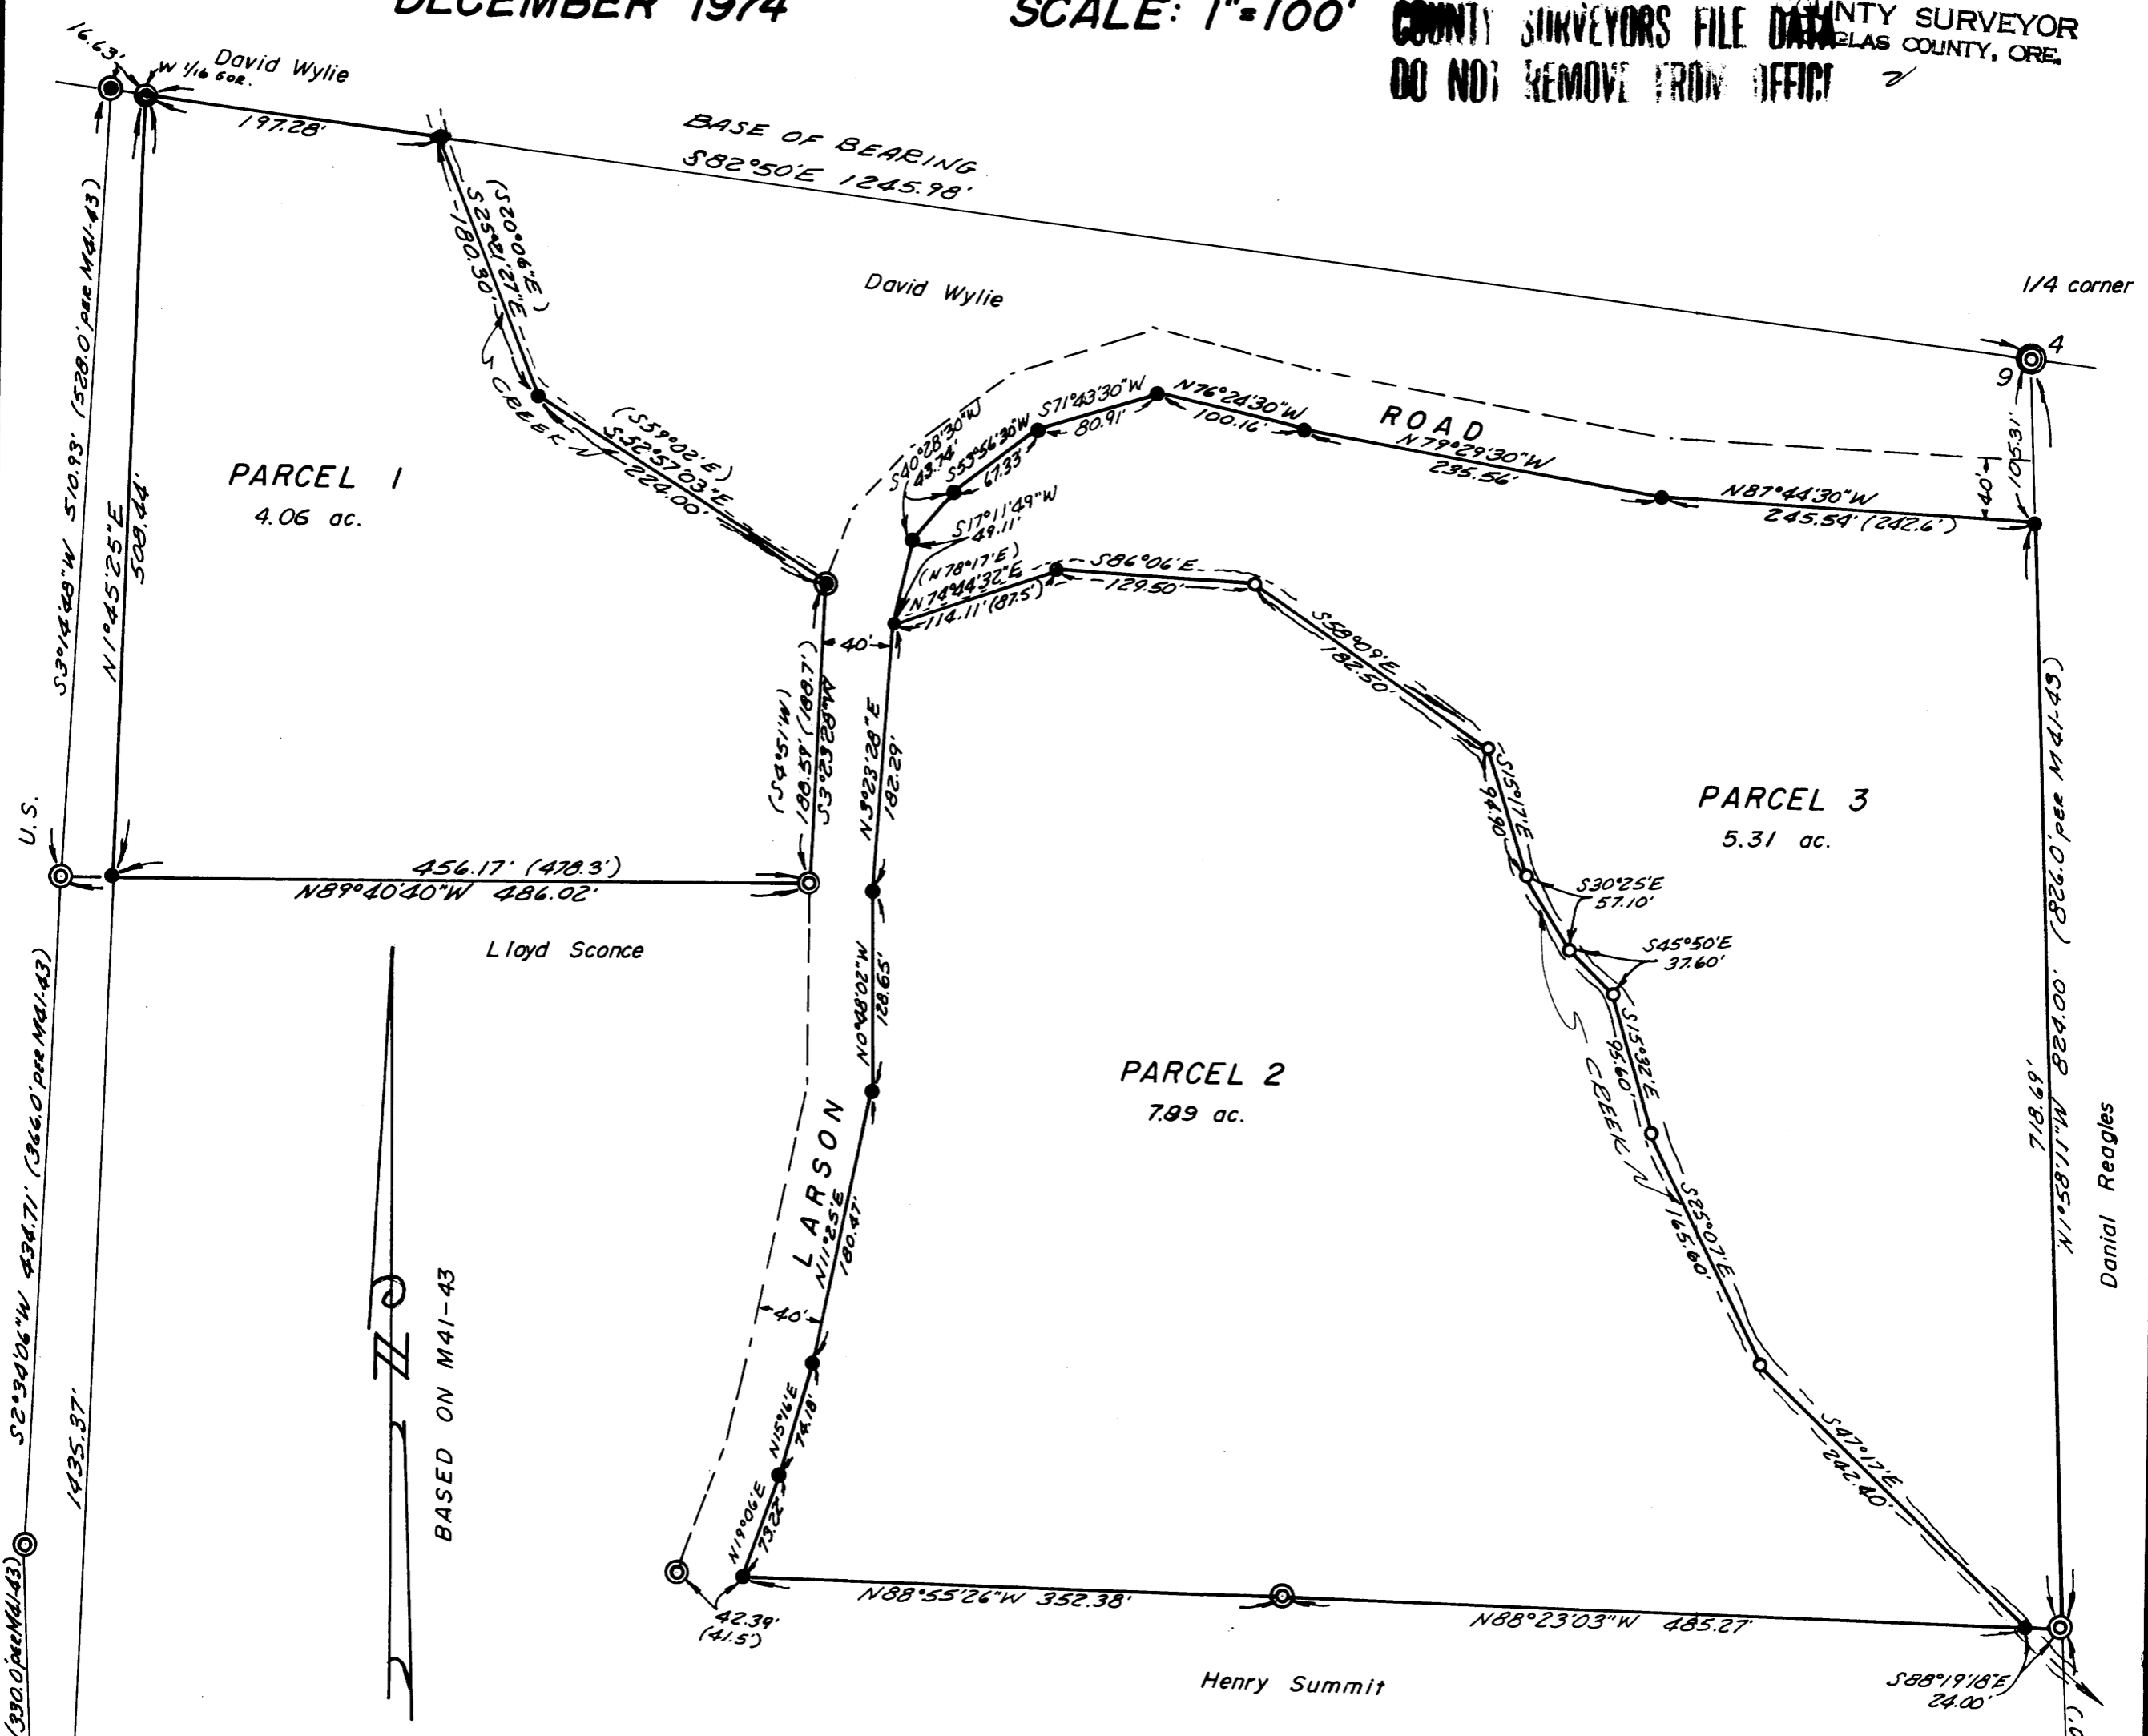 DECEMBER 1974
SCALE: 1"=100'
COUNTY SURVEYORS FILE DATA
DO NOT REMOVE FROM OFFICE
NTY SURVEYOR
GLAS COUNTY, ORE.
16.63'
W 1/16 COR.
David Wylie
197.28'
BASE OF BEARING
S82°50'E 1245.98'
(S20°06'E)
S25°21'27"E
180.30'
David Wylie
1/4 corner
4
9
105.31'
S3°14'48"W 510.93' (528.0' PER M41-43)
N1°45'25"E
508.44'
CREEK
(S59°02'E)
S52°57'03"E
224.00'
PARCEL 1
4.06 ac.
S40°28'30"W
43.74'
S53°56'30"W
67.33'
S71°43'30"W
80.91'
N76°24'30"W
100.16'
ROAD
N79°29'30"W
235.56'
N87°44'30"W
245.54' (242.6')
40'
S17°11'49"W
49.11'
(N78°17'E)
N74°44'32"E
114.11' (87.5')
S86°06'E
129.50'
40'
S58°09'E
182.50'
(S4°51'W)
188.59' (188.7')
S3°23'28"W
N3°23'28"E
182.29'
S15°17'E
94.90'
PARCEL 3
5.31 ac.
U.S.
456.17' (478.3')
N89°40'40"W 486.02'
S30°25'E
57.10'
S45°50'E
37.60'
Lloyd Sconce
N0°48'02"W
128.65'
S15°32'E
95.60'
CREEK
PARCEL 2
7.89 ac.
N1°58'11"W 824.00' (826.0' PER M41-43)
718.69'
Danial Reagles
S2°34'06"W 434.71' (366.0' PER M41-43)
1435.37'
N
BASED ON M41-43
LARSON
N11°25'E
180.47'
40'
S25°07'E
165.60'
N15°16'E
74.18'
N19°06'E
73.22'
S47°17'E
242.40'
42.39'
(41.5')
N88°55'26"W 352.38'
N88°23'03"W 485.27'
(330.0' PER M41-43)
Henry Summit
S88°19'18"E
24.00'